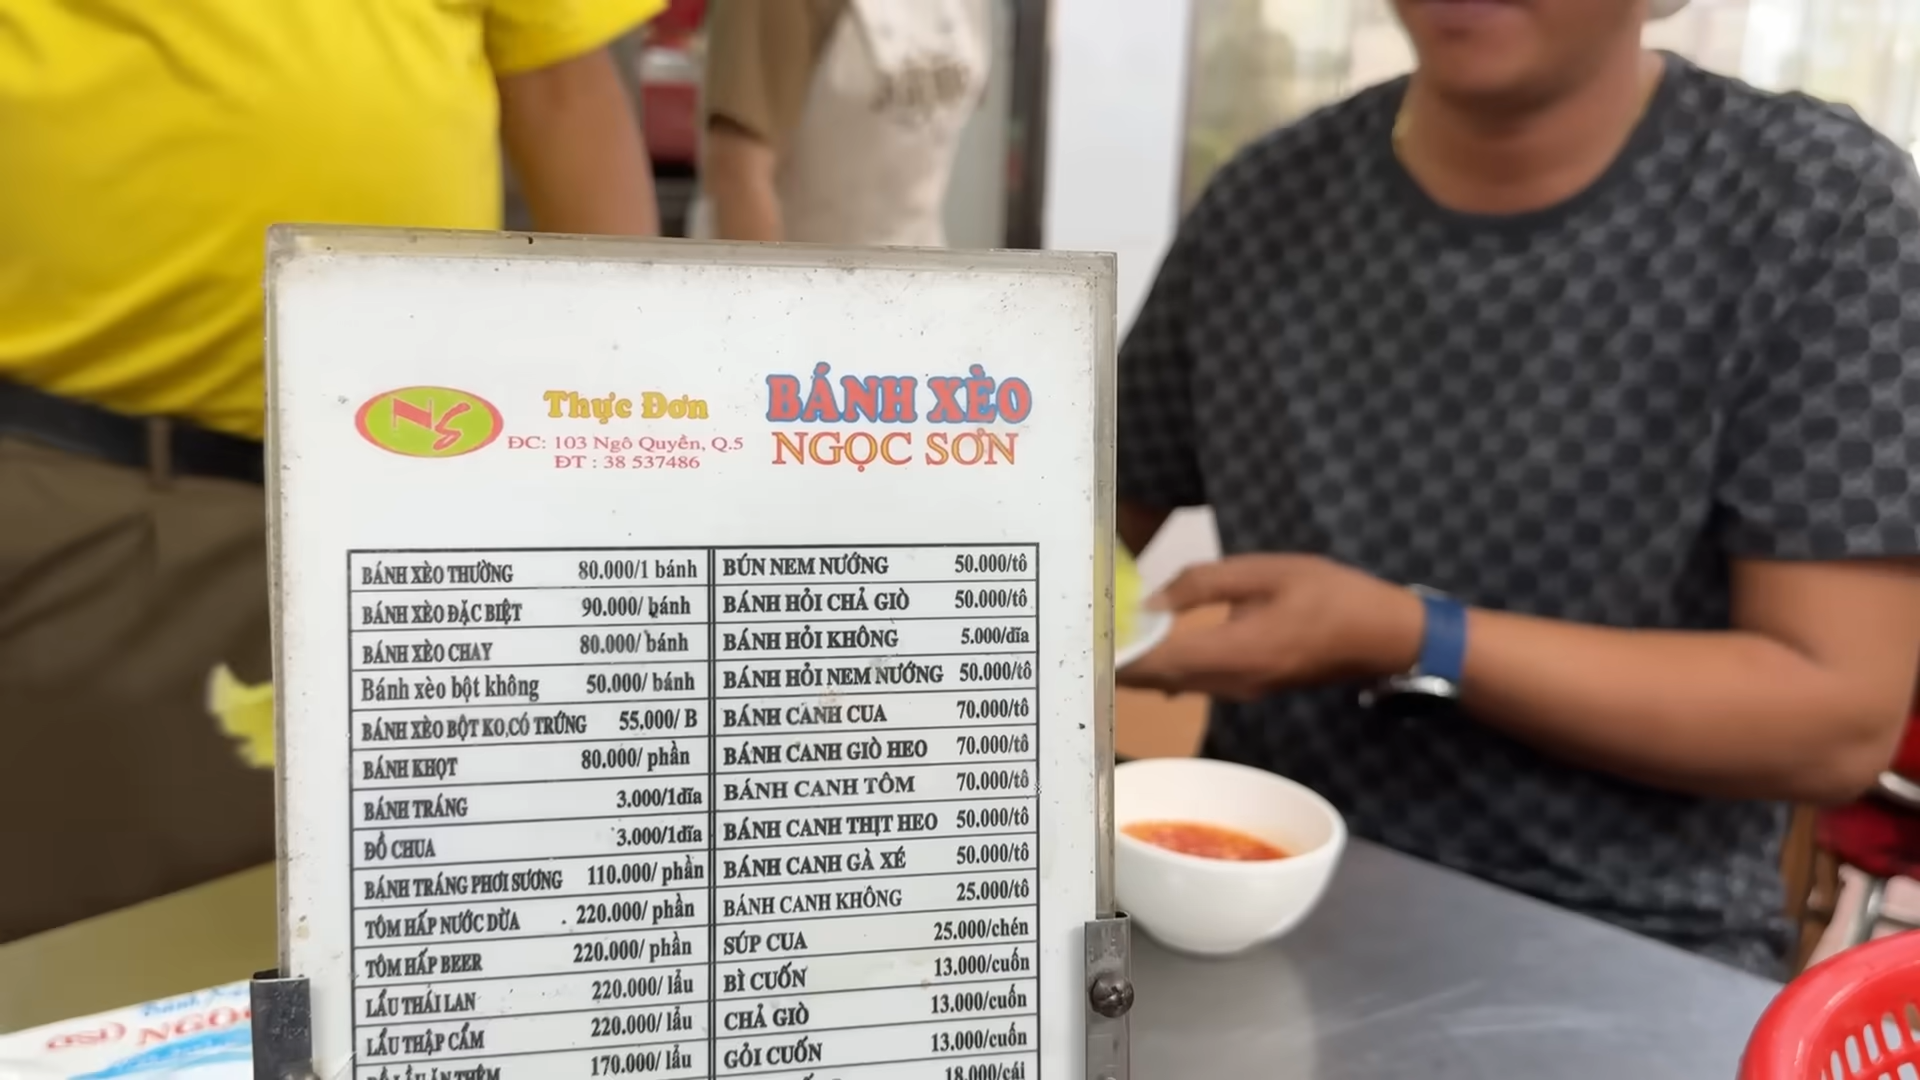 NS
Thực Đơn
ĐC: 103 Ngô Quyền, Q.5
ĐT : 38 537486
BÁNH XÈO
NGỌC SƠN
BÁNH XÈO THƯỜNG 80.000/1 bánh
BÁNH XÈO ĐẶC BIỆT 90.000/ bánh
BÁNH XÈO CHAY 80.000/ bánh
Bánh xèo bột không 50.000/ bánh
BÁNH XÈO BỘT KO,CÓ TRỨNG 55.000/ B
BÁNH KHỌT 80.000/ phần
BÁNH TRÁNG 3.000/1dĩa
ĐỒ CHUA 3.000/1dĩa
BÁNH TRÁNG PHƠI SƯƠNG 110.000/ phần
TÔM HẤP NƯỚC DỪA 220.000/ phần
TÔM HẤP BEER 220.000/ phần
LẨU THÁI LAN 220.000/ lẩu
LẨU THẬP CẨM 220.000/ lẩu
170.000/ lẩu
BÚN NEM NƯỚNG 50.000/tô
BÁNH HỎI CHẢ GIÒ 50.000/tô
BÁNH HỎI KHÔNG 5.000/dĩa
BÁNH HỎI NEM NƯỚNG 50.000/tô
BÁNH CANH CUA 70.000/tô
BÁNH CANH GIÒ HEO 70.000/tô
BÁNH CANH TÔM 70.000/tô
BÁNH CANH THỊT HEO 50.000/tô
BÁNH CANH GÀ XÉ 50.000/tô
BÁNH CANH KHÔNG 25.000/tô
SÚP CUA 25.000/chén
BÌ CUỐN 13.000/cuốn
CHẢ GIÒ 13.000/cuốn
GỎI CUỐN 13.000/cuốn
18.000/cái